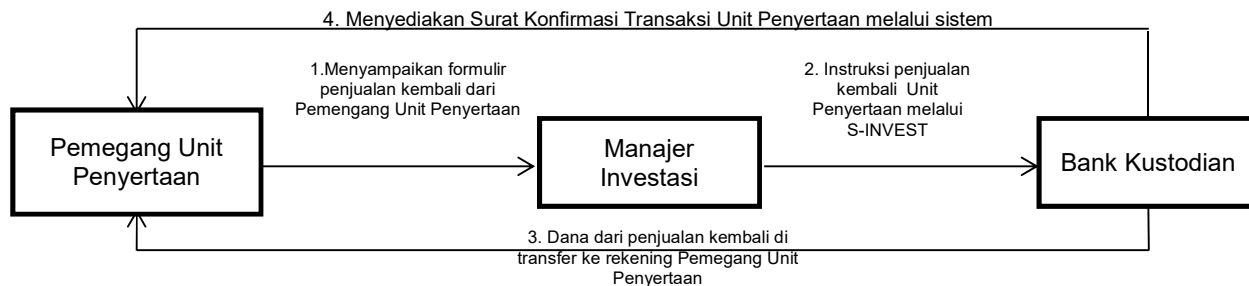 4. Menyediakan Surat Konfirmasi Transaksi Unit Penyertaan melalui sistem
1.Menyampaikan formulir
penjualan kembali dari
Pemengang Unit Penyertaan
2. Instruksi penjualan
kembali Unit
Penyertaan melalui
S-INVEST
Pemegang Unit
Penyertaan
Manajer
Investasi
Bank Kustodian
3. Dana dari penjualan kembali di
transfer ke rekening Pemegang Unit
Penyertaan